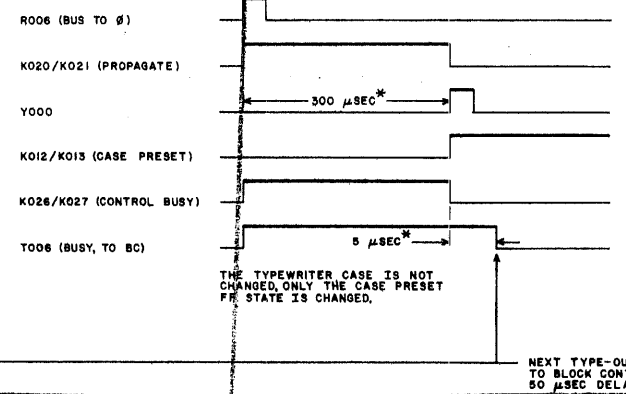 R006 (BUS TO Ø)
K020/K021 (PROPAGATE)
300 µSEC*
Y000
K012/K013 (CASE PRESET)
K026/K027 (CONTROL BUSY)
T006 (BUSY, TO BC)
5 µSEC*
THE TYPEWRITER CASE IS NOT
CHANGED, ONLY THE CASE PRESET
FF STATE IS CHANGED.
NEXT TYPE-OU
TO BLOCK CONT
50 µSEC DELA